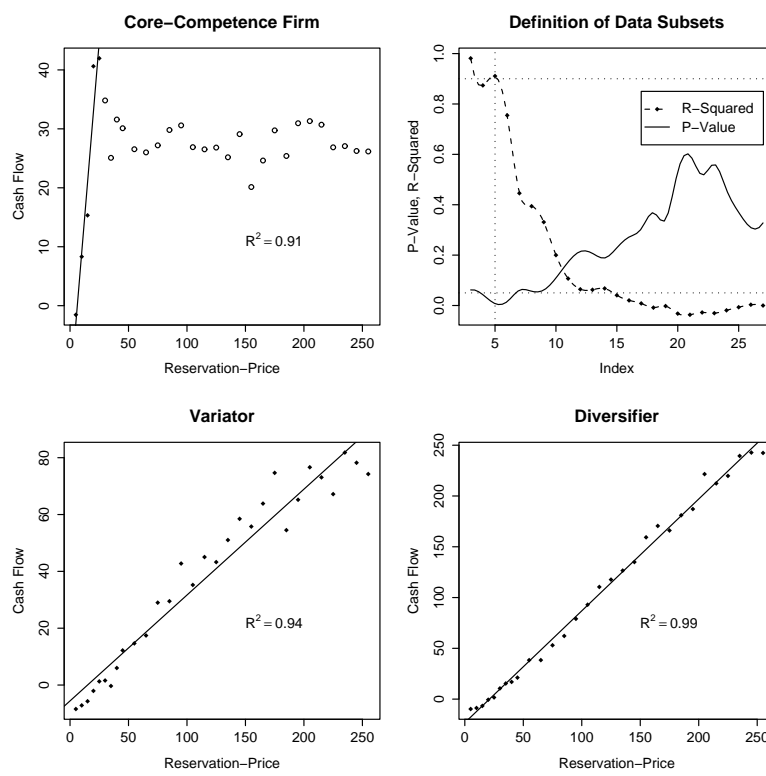 Core−Competence Firm
40
30
20
10
0
Cash Flow
R² = 0.91
0 50 100 150 200 250
Reservation−Price
Definition of Data Subsets
1.0
0.8
0.6
0.4
0.2
0.0
P−Value, R−Squared
R−Squared
P−Value
5 10 15 20 25
Index
Variator
80
60
40
20
0
Cash Flow
R² = 0.94
0 50 100 150 200 250
Reservation−Price
Diversifier
250
200
150
100
50
0
Cash Flow
R² = 0.99
0 50 100 150 200 250
Reservation−Price